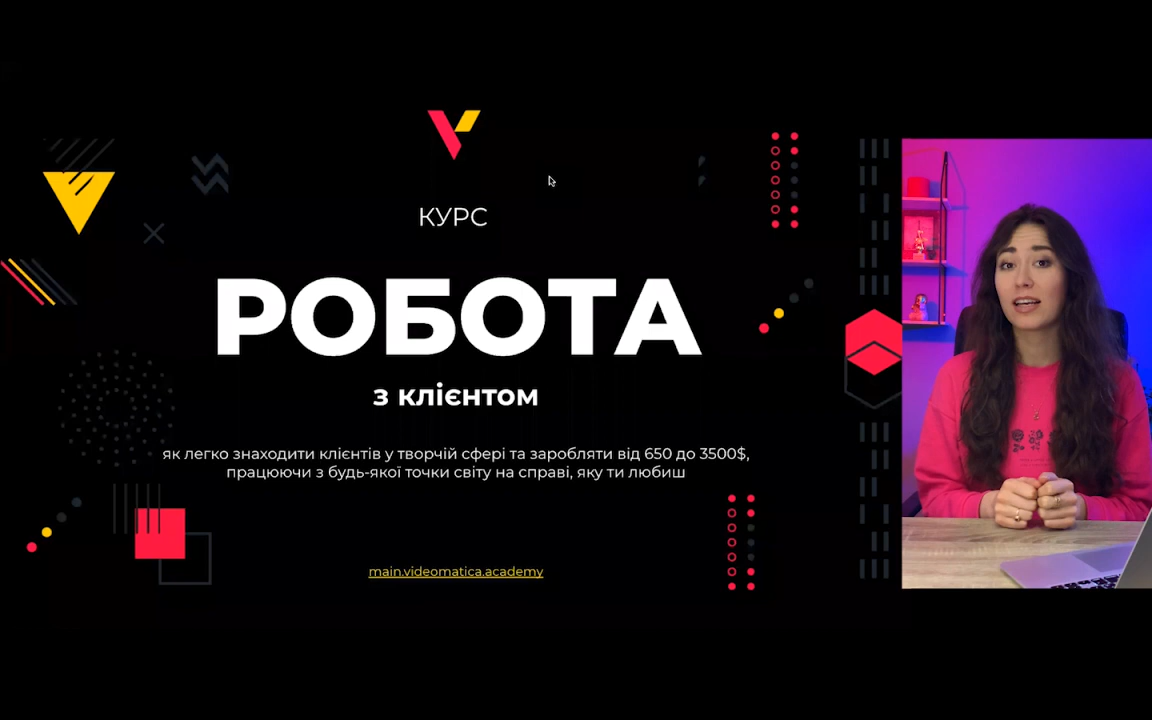 КУРС
РОБОТА
з клієнтом
як легко знаходити клієнтів у творчій сфері та заробляти від 650 до 3500$,
працюючи з будь-якої точки світу на справі, яку ти любиш
main.videomatica.academy